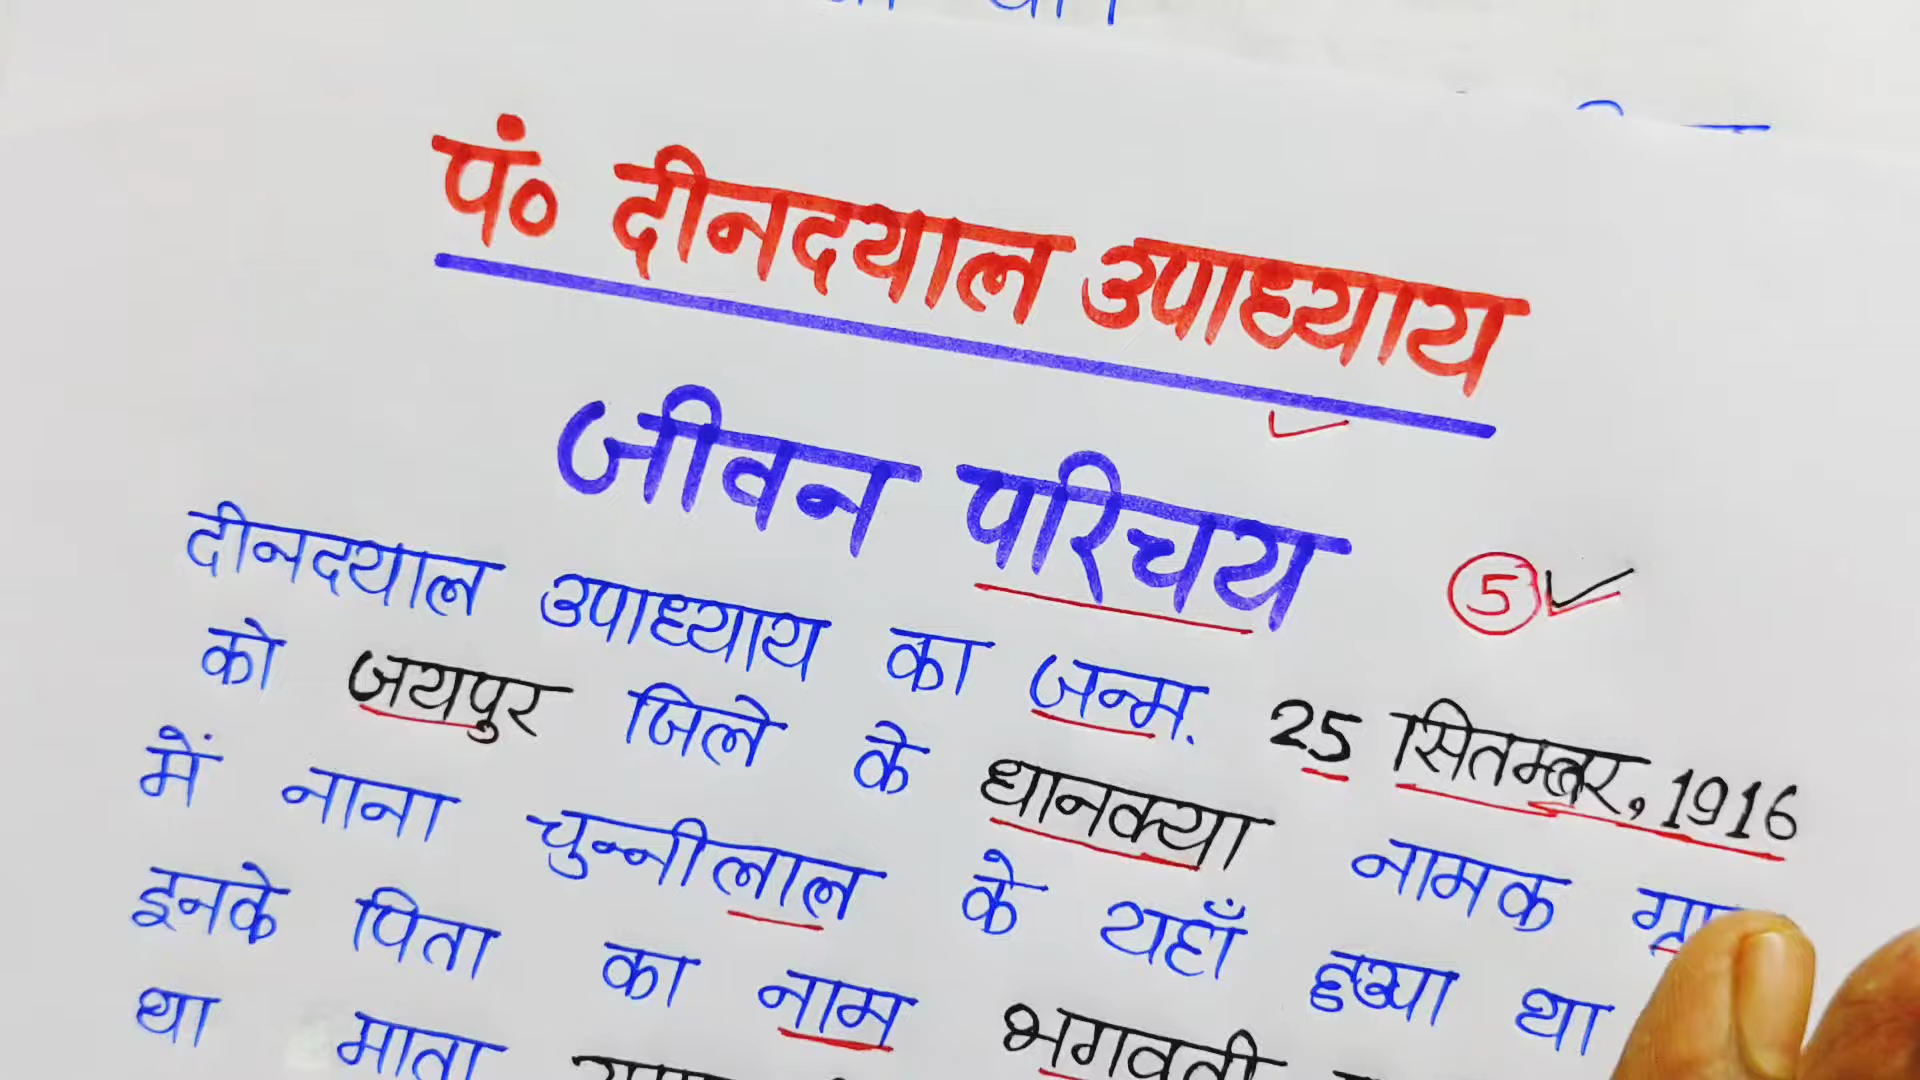 पं० दीनदयाल उपाध्याय
जीवन परिचय
5
दीनदयाल उपाध्याय का जन्म. 25 सितम्बर, 1916
को जयपुर जिले के धानक्या नामक
में नाना चुन्नीलाल के यहाँ हुआ था
इनके पिता का नाम भगवती
था माता